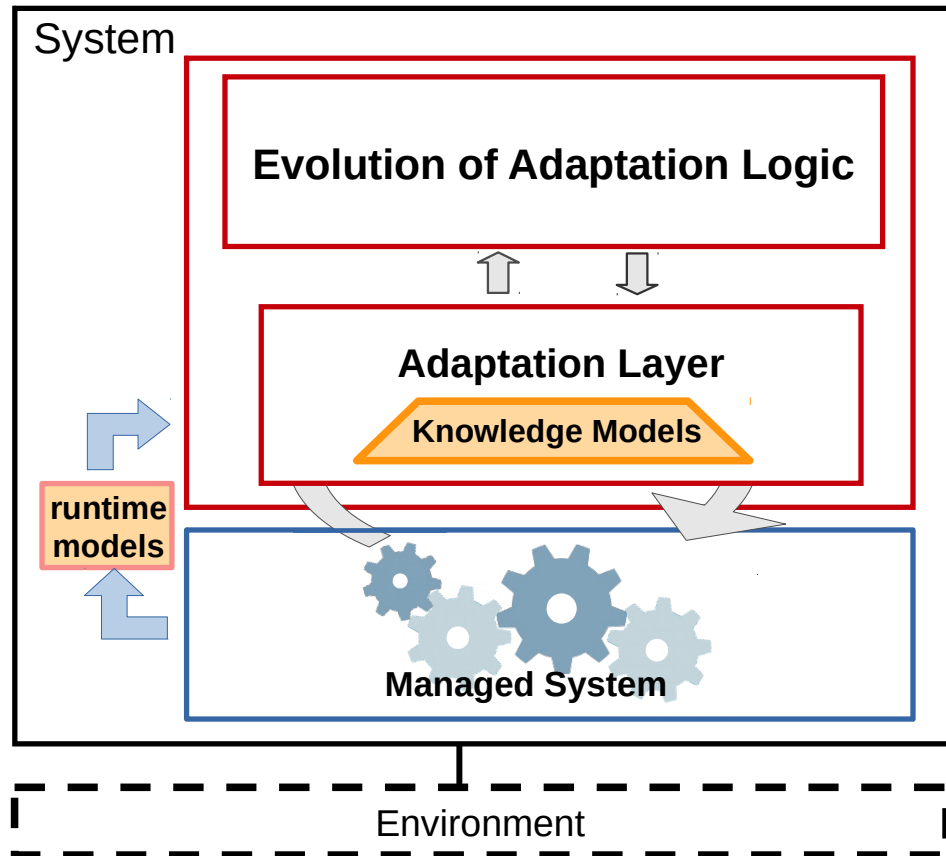 System
Evolution of Adaptation Logic
Adaptation Layer
Knowledge Models
runtime
models
Managed System
Environment